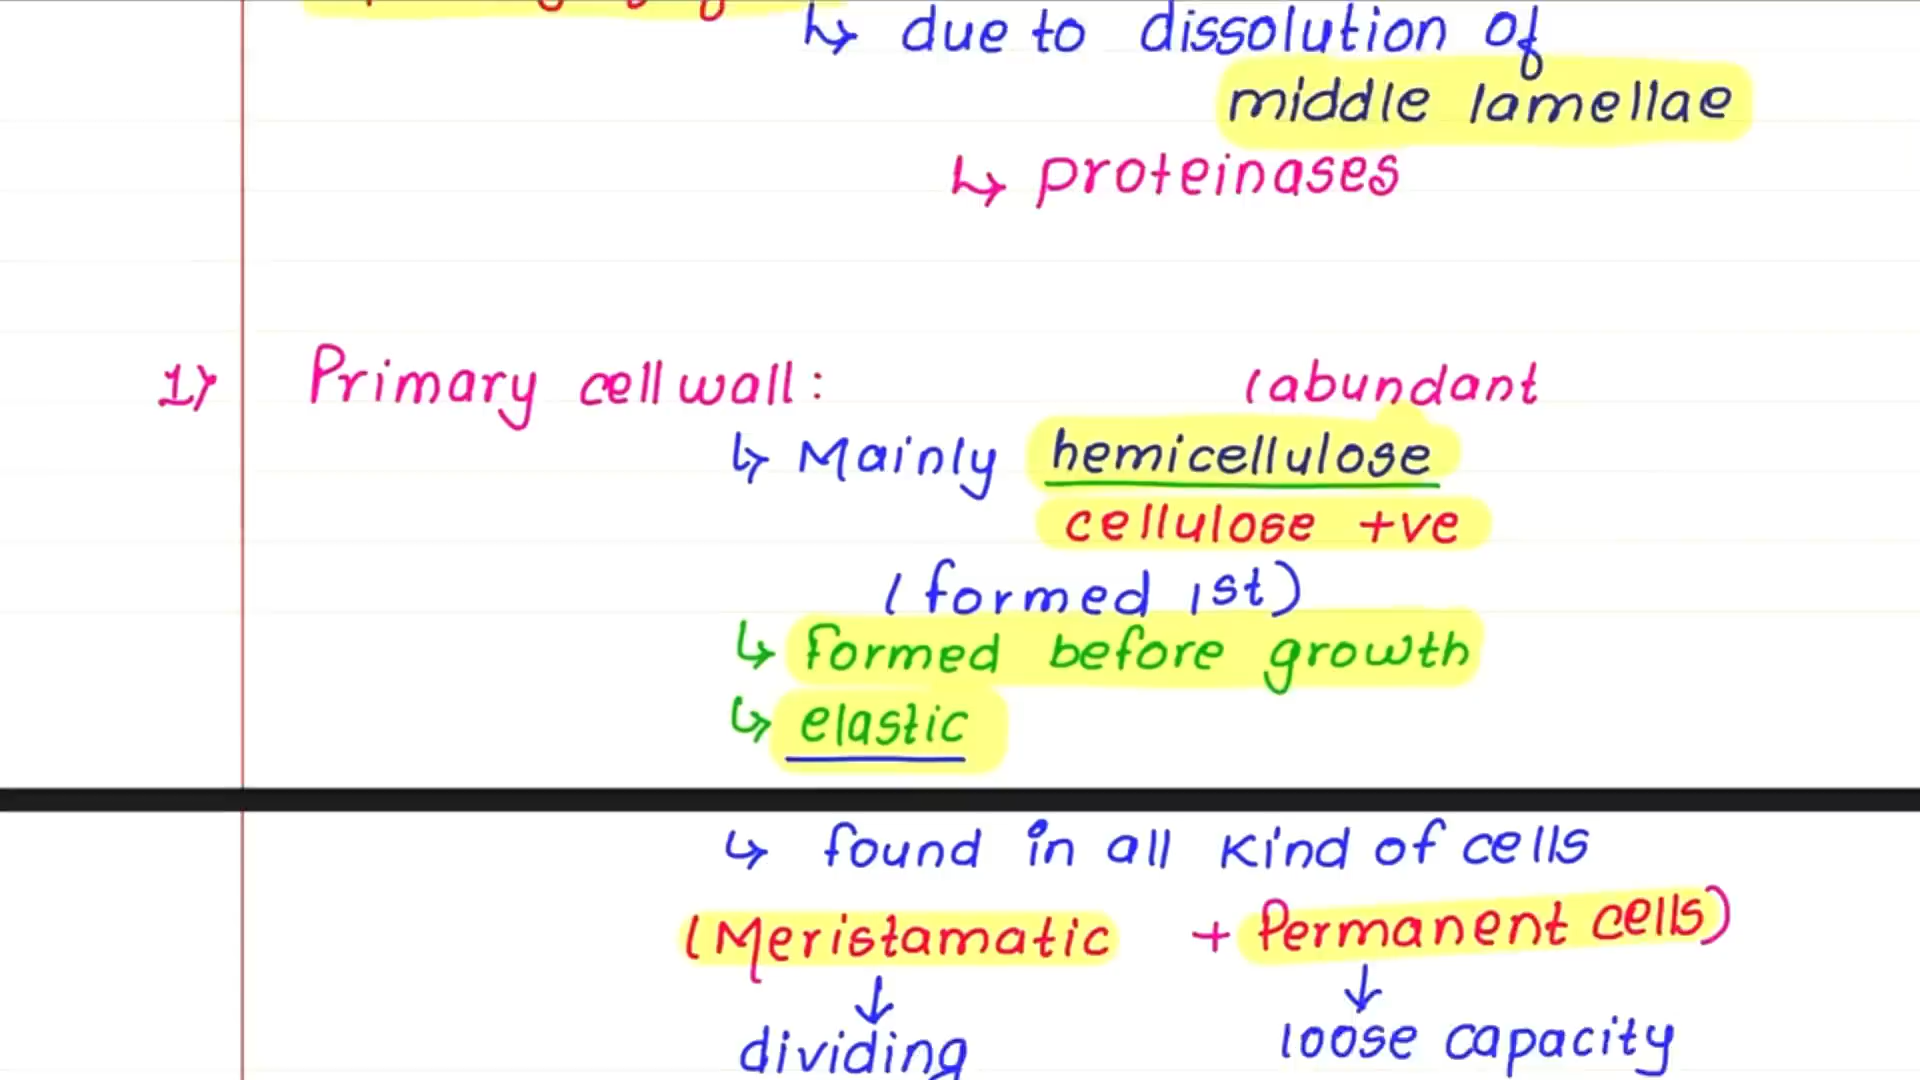 ↳ due to dissolution of
middle lamellae
↳ proteinases
1) Primary cell wall: (abundant
↳ Mainly hemicellulose
cellulose +ve
(formed 1st)
↳ formed before growth
↳ elastic
↳ found in all kind of cells
(Meristamatic + Permanent cells)
↓ ↓
dividing loose capacity